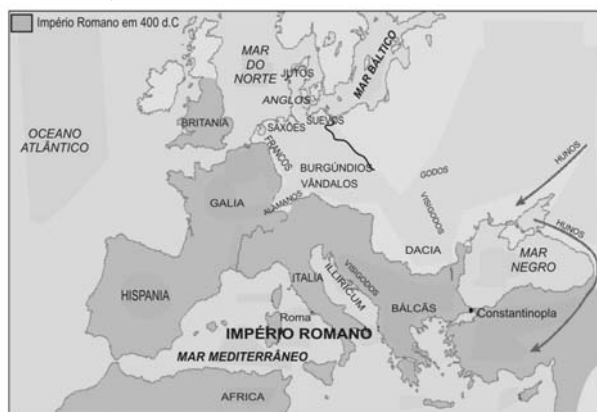 Império Romano em 400 d.C
MAR
DO
NORTE
JUTOS
MAR BÁLTICO
ANGLOS
SUEVOS
SAXÕES
BRITANIA
OCEANO
ATLÂNTICO
FRANCOS
BURGÚNDIOS
VÂNDALOS
GODOS
VISIGODOS
HUNOS
HUNOS
ALAMANOS
GALIA
DACIA
MAR
NEGRO
HISPANIA
ITALIA
ILLIRICUM
VISIGODOS
BÁLCÃS
Roma
Constantinopla
IMPÉRIO ROMANO
MAR MEDITERRÂNEO
AFRICA